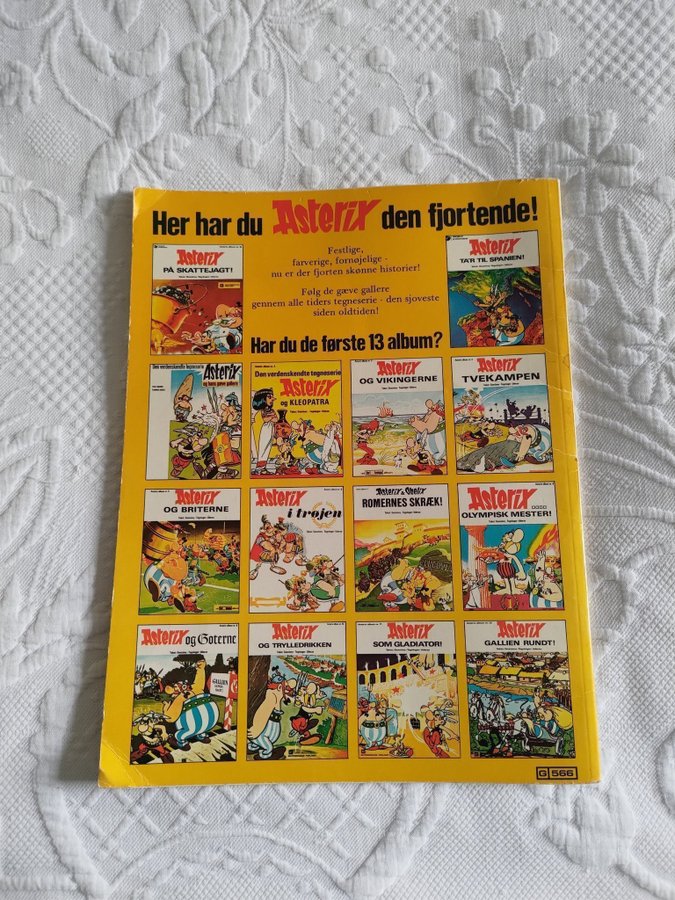 Her har du Asterix den fjortende!
Festlige,
farverige, fornøjelige -
nu er der fjorten skønne historier!
Følg de gæve gallere
gennem alle tiders tegneserie - den sjoveste
siden oldtiden!
Har du de første 13 album?
Asterix
PÅ SKATTEJAGT!
Asterix
TA'R TIL SPANIEN!
Den verdenskendte tegneserie
Asterix
og hans gæve gallere
Den verdenskendte tegneserie
Asterix
og KLEOPATRA
Asterix
OG VIKINGERNE
Asterix
TVEKAMPEN
Asterix
OG BRITERNE
Asterix
i trøjen
Asterix & Obelix
ROMERNES SKRÆK!
Asterix
OLYMPISK MESTER!
Asterix og Goterne
GALLIEN
Asterix
OG TRYLLEDRIKKEN
Asterix
SOM GLADIATOR!
Asterix
GALLIEN RUNDT!
G 566